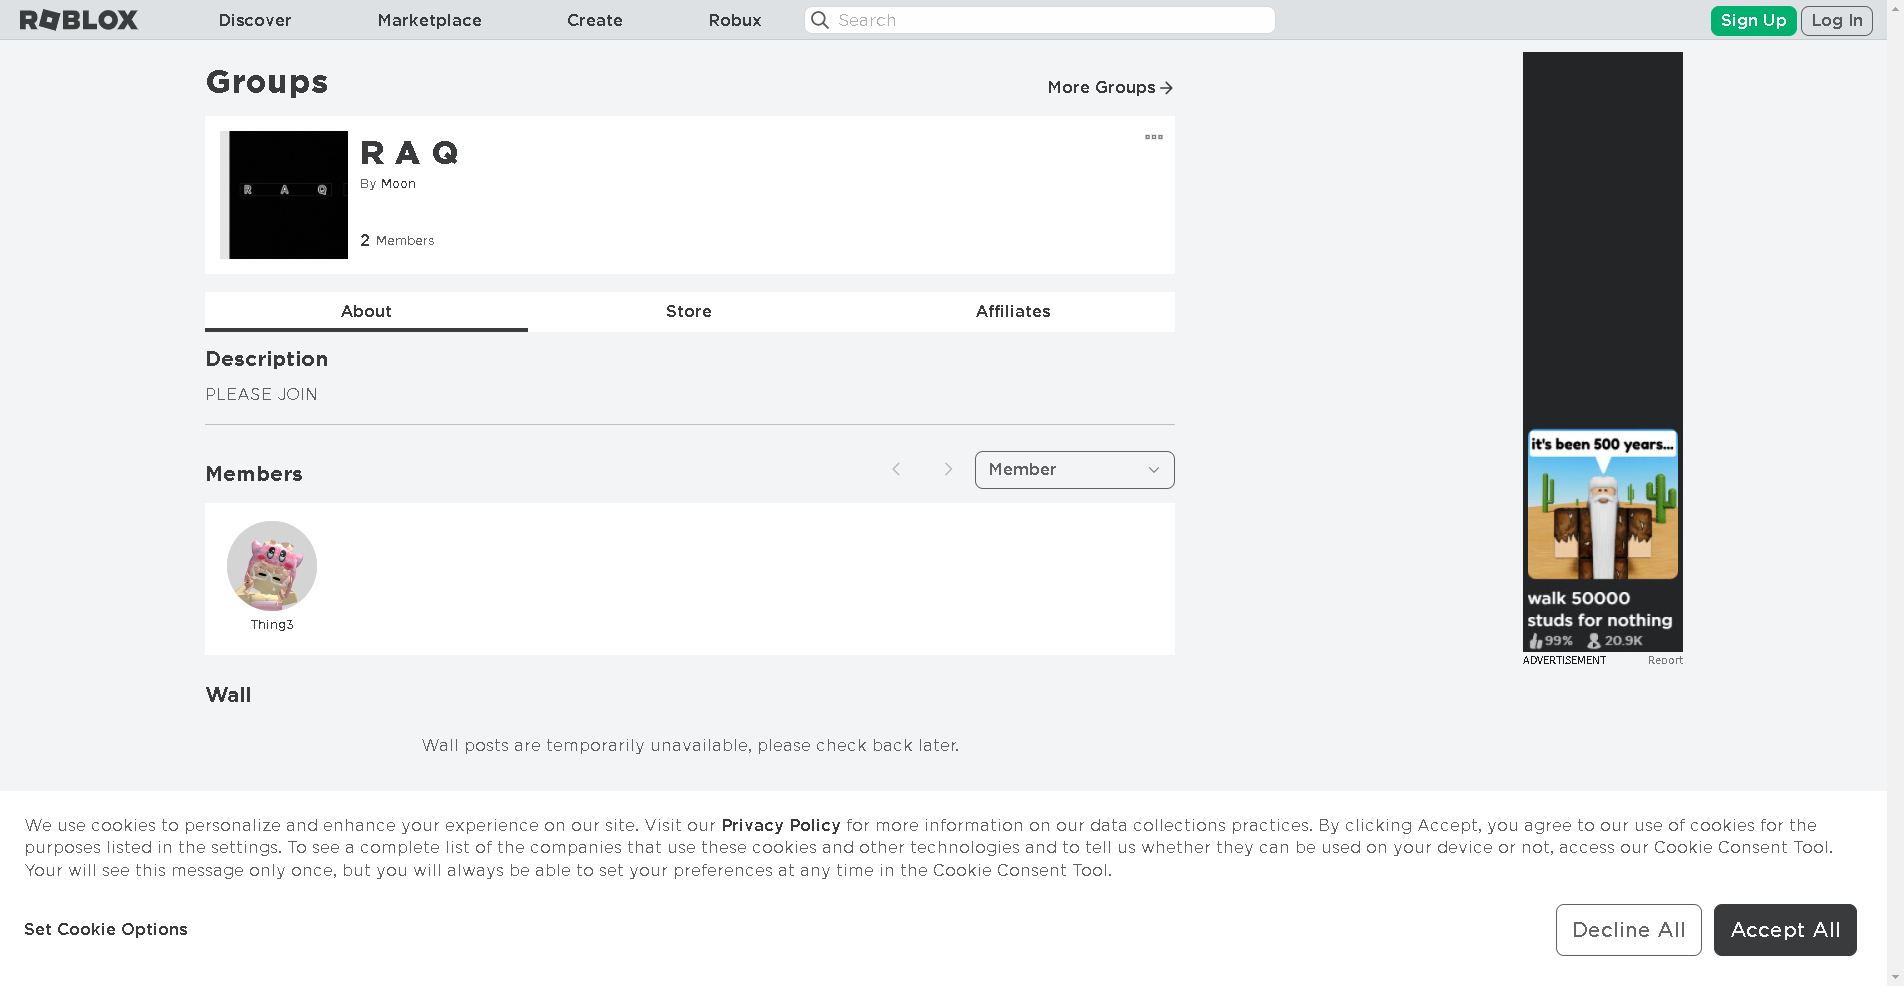 ROBLOX
Discover
Marketplace
Create
Robux
Search
Sign Up
Log In
Groups
More Groups
R A Q
R A Q
By Moon
2 Members
About
Store
Affiliates
Description
PLEASE JOIN
Members
Member
Thing3
Wall
Wall posts are temporarily unavailable, please check back later.
it's been 500 years...
walk 50000
studs for nothing
99% 20.9K
ADVERTISEMENT
Report
We use cookies to personalize and enhance your experience on our site. Visit our Privacy Policy for more information on our data collections practices. By clicking Accept, you agree to our use of cookies for the
purposes listed in the settings. To see a complete list of the companies that use these cookies and other technologies and to tell us whether they can be used on your device or not, access our Cookie Consent Tool.
Your will see this message only once, but you will always be able to set your preferences at any time in the Cookie Consent Tool.
Set Cookie Options
Decline All
Accept All